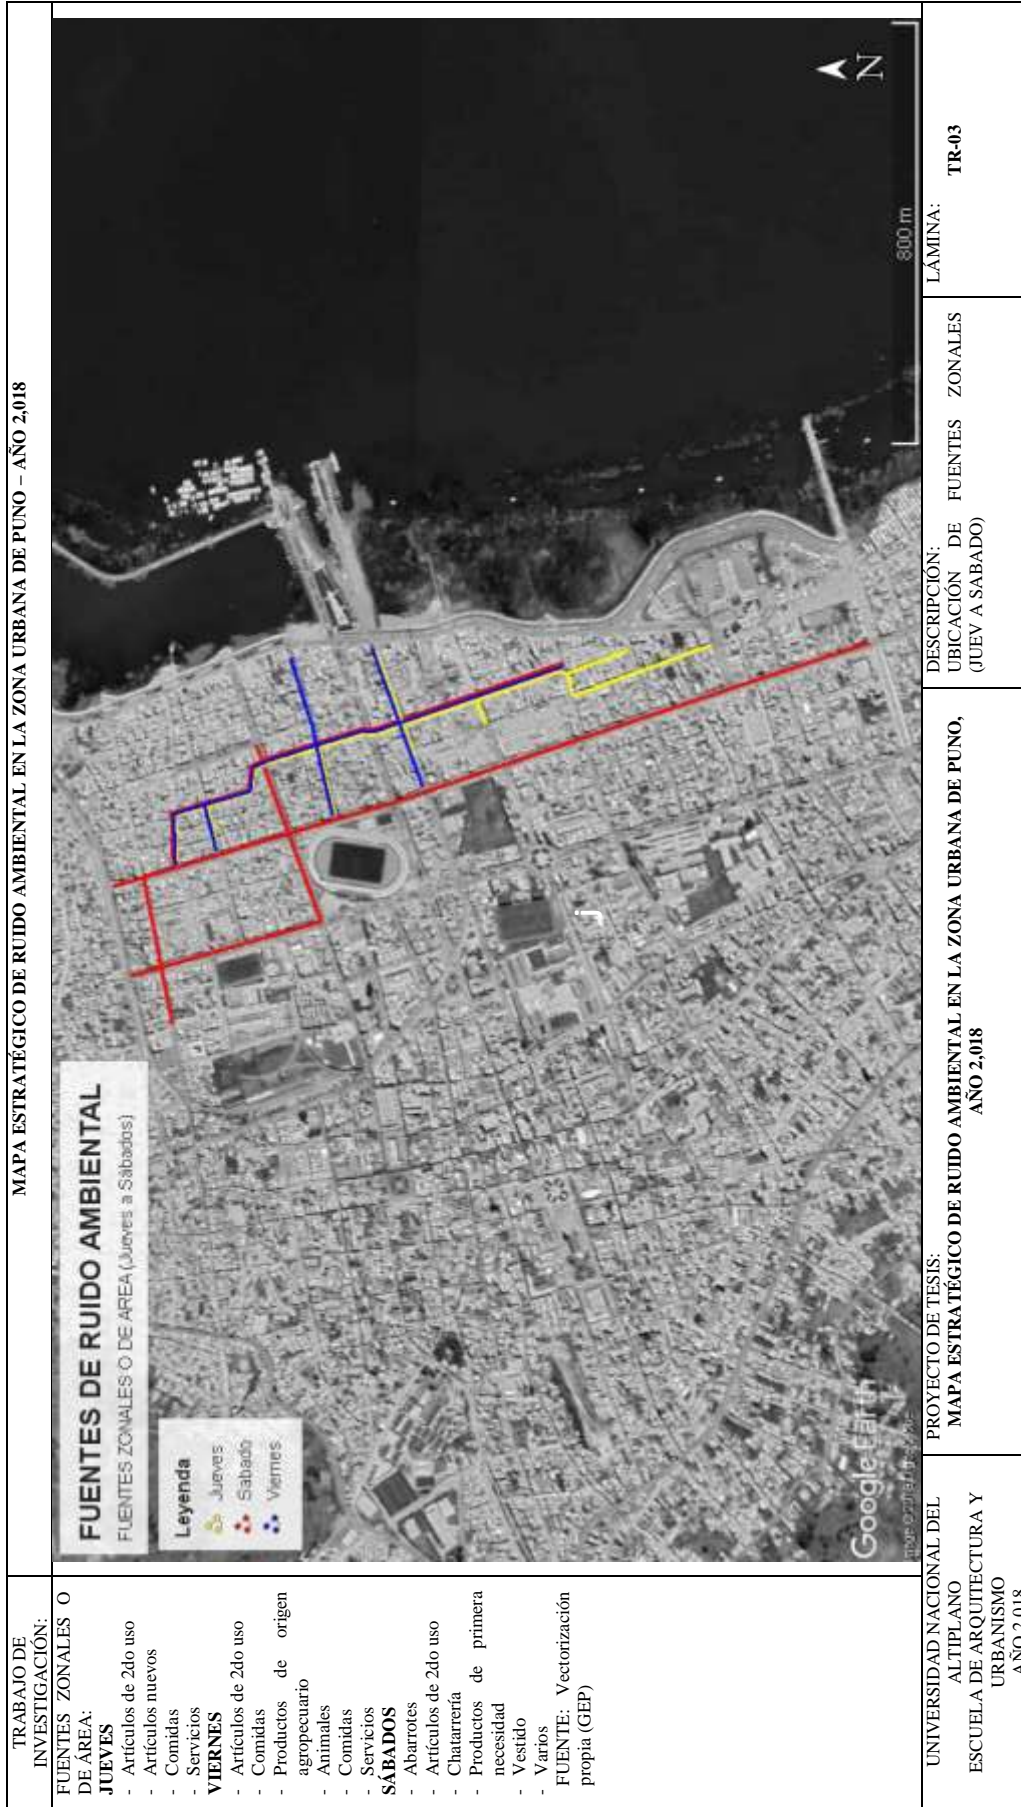 MAPA ESTRATÉGICO DE RUIDO AMBIENTAL EN LA ZONA URBANA DE PUNO – AÑO 2,018
TRABAJO DE
INVESTIGACIÓN:
FUENTES ZONALES O
DE ÁREA:
JUEVES
- Artículos de 2do uso
- Artículos nuevos
- Comidas
- Servicios
VIERNES
- Artículos de 2do uso
- Comidas
- Productos de origen
agropecuario
- Animales
- Comidas
- Servicios
SÁBADOS
- Abarrotes
- Artículos de 2do uso
- Chatarrería
- Productos de primera
necesidad
- Vestido
- Varios
FUENTE: Vectorización
propia (GEP)
FUENTES DE RUIDO AMBIENTAL
FUENTES ZONALES O DE AREA (Jueves a Sábados)
Leyenda
Jueves
Sabado
Viernes
Google Earth
N
800 m
UNIVERSIDAD NACIONAL DEL
ALTIPLANO
ESCUELA DE ARQUITECTURA Y
URBANISMO
AÑO 2,018
PROYECTO DE TESIS:
MAPA ESTRATÉGICO DE RUIDO AMBIENTAL EN LA ZONA URBANA DE PUNO,
AÑO 2,018
DESCRIPCIÓN:
UBICACIÓN DE FUENTES ZONALES
(JUEV A SABADO)
LÁMINA:
TR-03